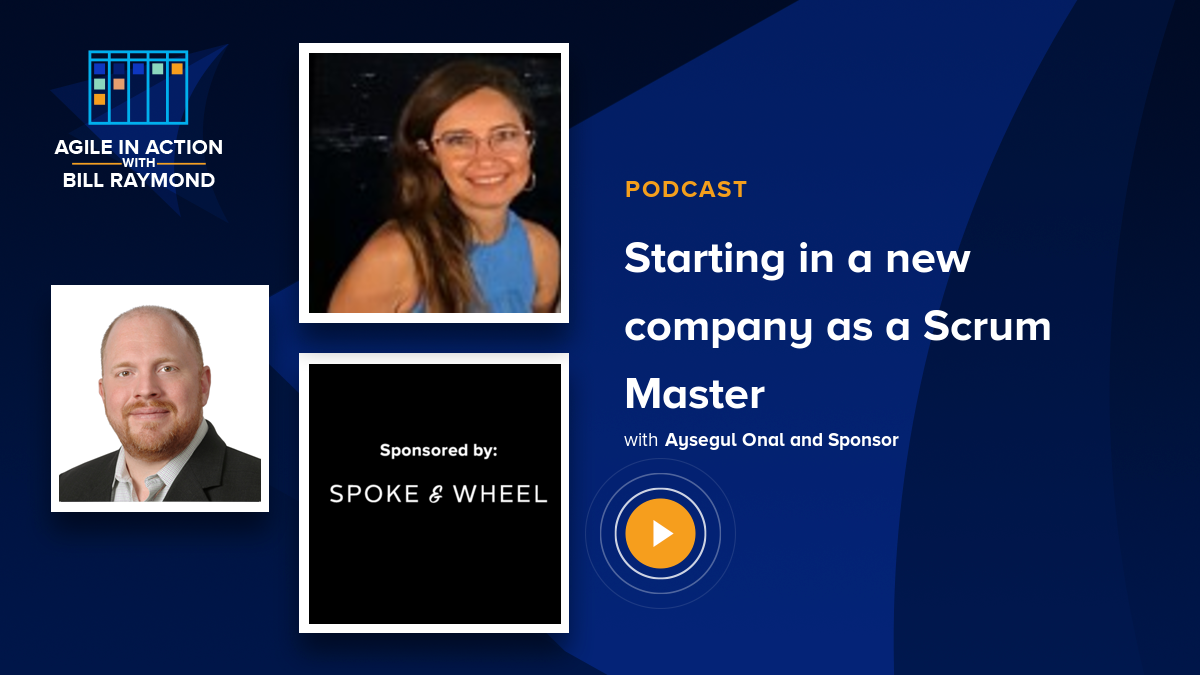 AGILE IN ACTION
WITH
BILL RAYMOND
Sponsored by:
SPOKE & WHEEL
PODCAST
Starting in a new
company as a Scrum
Master
with Aysegul Onal and Sponsor